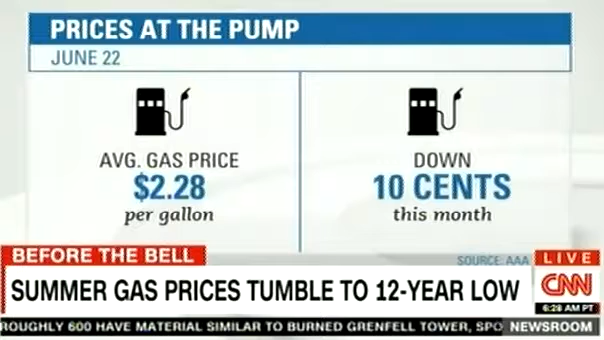 PRICES AT THE PUMP
JUNE 22
AVG. GAS PRICE
$2.28
per gallon
DOWN
10 CENTS
this month
SOURCE: AAA
BEFORE THE BELL
LIVE
SUMMER GAS PRICES TUMBLE TO 12-YEAR LOW
CNN
6:28 AM PT
ROUGHLY 600 HAVE MATERIAL SIMILAR TO BURNED GRENFELL TOWER, SPO
NEWSROOM